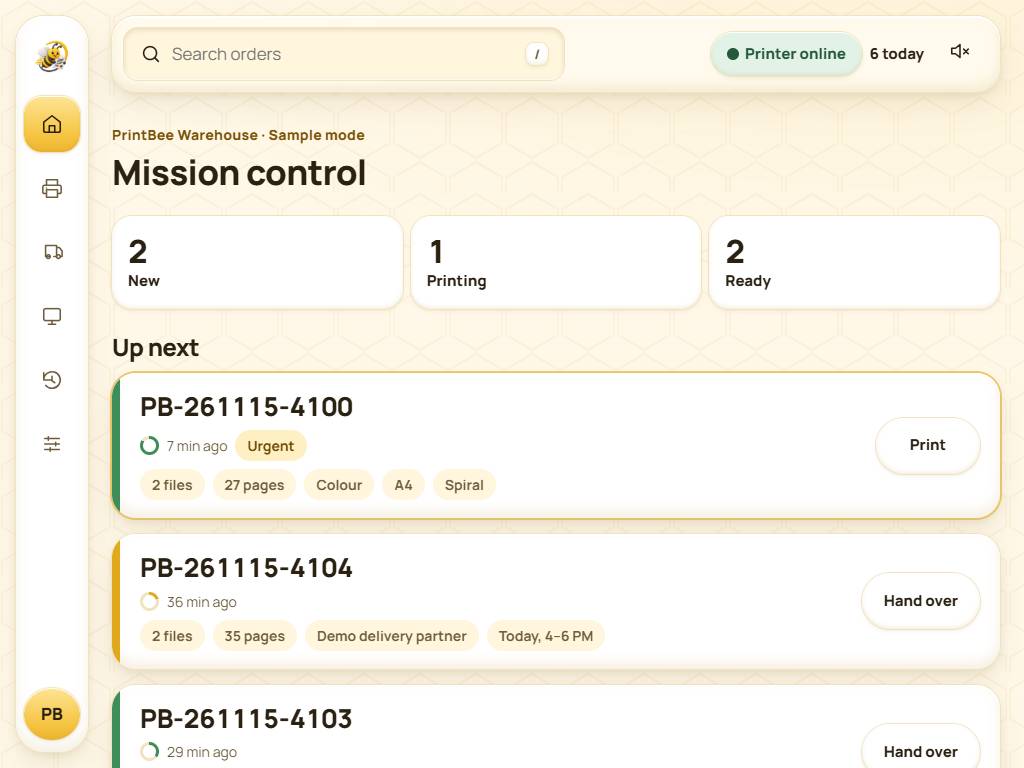 Search orders
/
Printer online
6 today
PrintBee Warehouse · Sample mode
Mission control
2
New
1
Printing
2
Ready
Up next
PB-261115-4100
7 min ago
Urgent
2 files
27 pages
Colour
A4
Spiral
Print
PB-261115-4104
36 min ago
2 files
35 pages
Demo delivery partner
Today, 4–6 PM
Hand over
PB-261115-4103
29 min ago
Hand over
PB